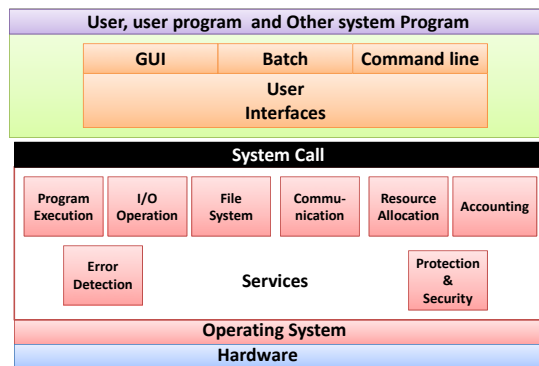 User, user program and Other system Program
GUI
Batch
Command line
User
Interfaces
System Call
Program
Execution
I/O
Operation
File
System
Commu-
nication
Resource
Allocation
Accounting
Error
Detection
Services
Protection
&
Security
Operating System
Hardware